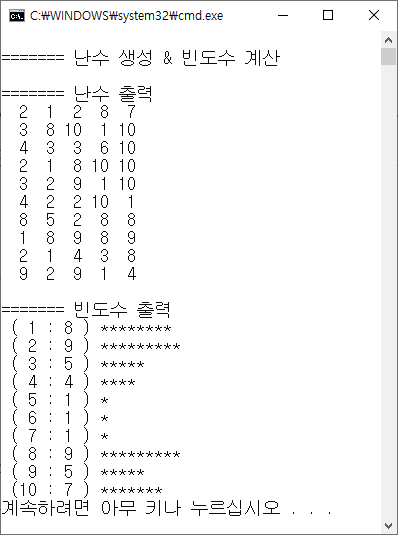 C:₩WINDOWS₩system32₩cmd.exe
======= 난수 생성 & 빈도수 계산
======= 난수 출력
2 1 2 8 7
3 8 10 1 10
4 3 3 6 10
2 1 8 10 10
3 2 9 1 10
4 2 2 10 1
8 5 2 8 8
1 8 9 8 9
2 1 4 3 8
9 2 9 1 4
======= 빈도수 출력
( 1 : 8 ) ********
( 2 : 9 ) *********
( 3 : 5 ) *****
( 4 : 4 ) ****
( 5 : 1 ) *
( 6 : 1 ) *
( 7 : 1 ) *
( 8 : 9 ) *********
( 9 : 5 ) *****
(10 : 7 ) *******
계속하려면 아무 키나 누르십시오 . . .